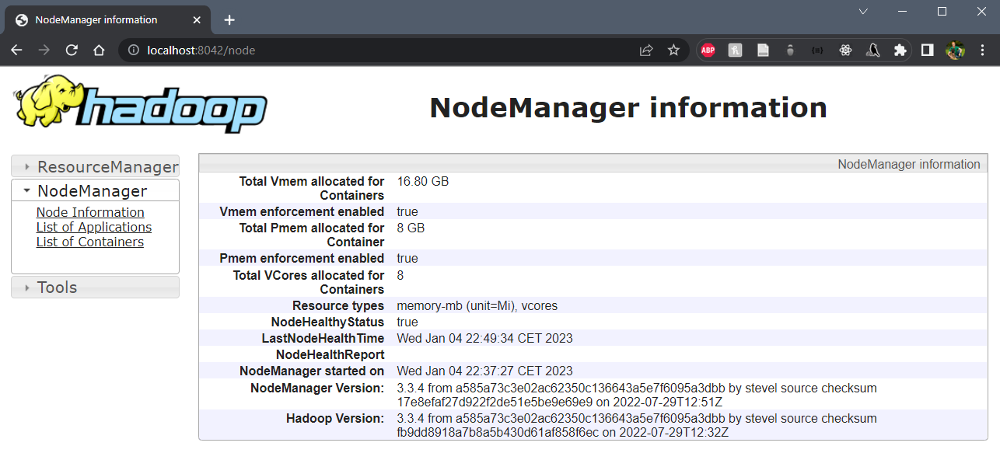 NodeManager information
localhost:8042/node
ABP
hadoop
NodeManager information
ResourceManager
NodeManager
Node Information
List of Applications
List of Containers
Tools
NodeManager information
Total Vmem allocated for 16.80 GB
Containers
Vmem enforcement enabled true
Total Pmem allocated for 8 GB
Container
Pmem enforcement enabled true
Total VCores allocated for 8
Containers
Resource types memory-mb (unit=Mi), vcores
NodeHealthyStatus true
LastNodeHealthTime Wed Jan 04 22:49:34 CET 2023
NodeHealthReport
NodeManager started on Wed Jan 04 22:37:27 CET 2023
NodeManager Version: 3.3.4 from a585a73c3e02ac62350c136643a5e7f6095a3dbb by stevel source checksum
17e8efaf27d922f2de51e5be9e69e9 on 2022-07-29T12:51Z
Hadoop Version: 3.3.4 from a585a73c3e02ac62350c136643a5e7f6095a3dbb by stevel source checksum
fb9dd8918a7b8a5b430d61af858f6ec on 2022-07-29T12:32Z